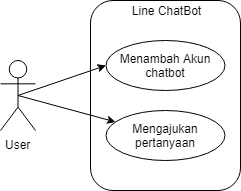 Line ChatBot
Menambah Akun
chatbot
Mengajukan
pertanyaan
User